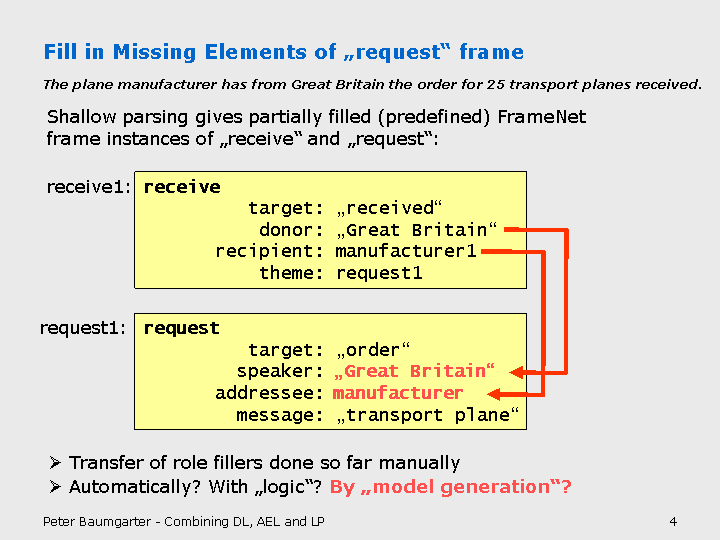 Fill in Missing Elements of „request“ frame
The plane manufacturer has from Great Britain the order for 25 transport planes received.
Shallow parsing gives partially filled (predefined) FrameNet
frame instances of „receive“ and „request“:
receive1: receive
target: „received“
donor: „Great Britain“
recipient: manufacturer1
theme: request1
request1: request
target: „order“
speaker: „Great Britain“
addressee: manufacturer
message: „transport plane“
➢ Transfer of role fillers done so far manually
➢ Automatically? With „logic“? By „model generation“?
Peter Baumgarter - Combining DL, AEL and LP 4